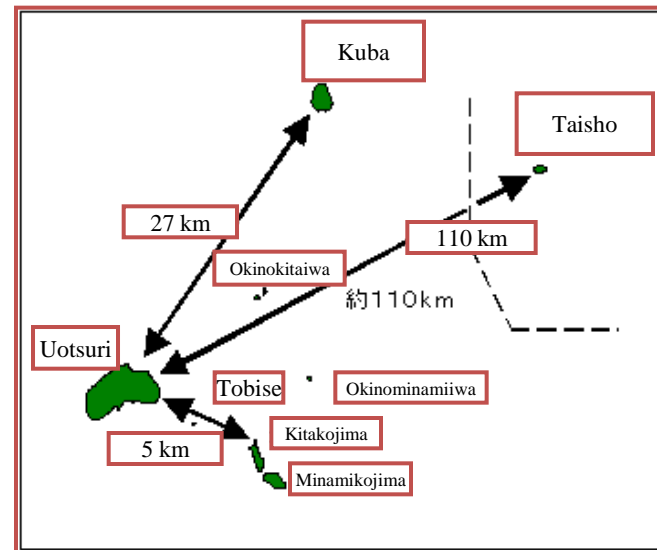 Kuba
Taisho
27 km
110 km
Okinokitaiwa
約110km
Uotsuri
Tobise
Okinominamiiwa
Kitakojima
5 km
Minamikojima